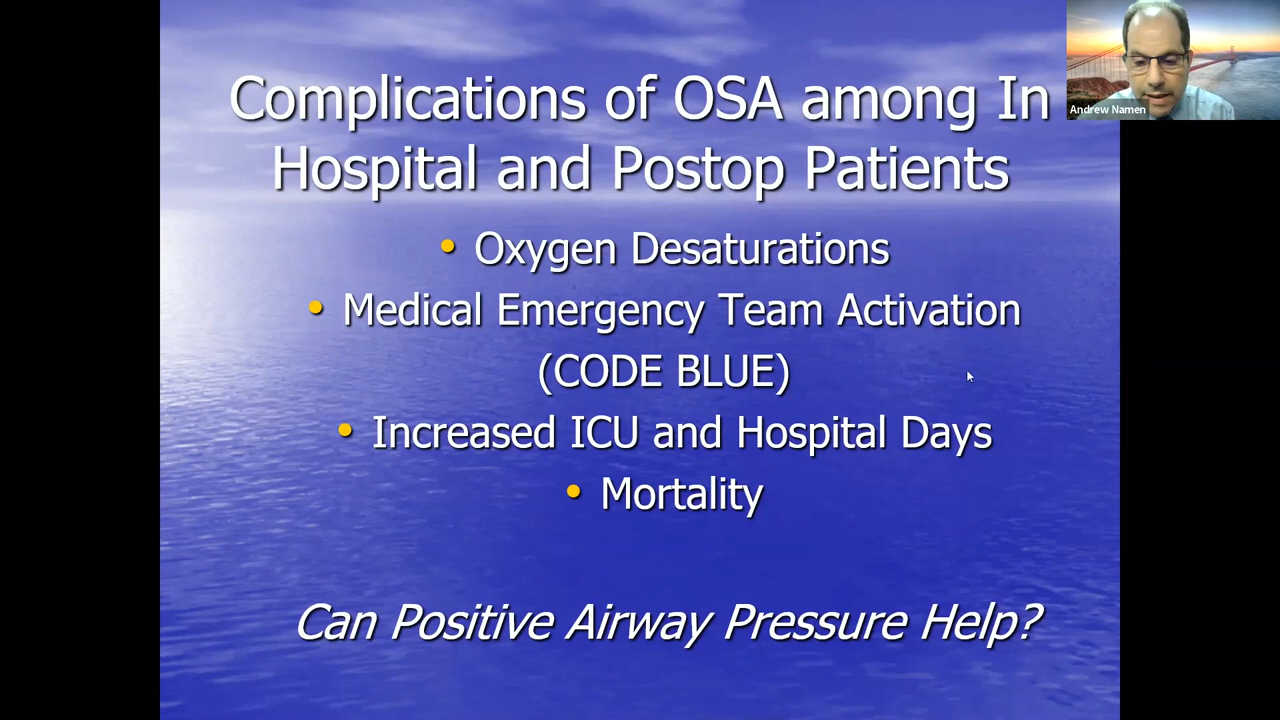 Complications of OSA among In
Hospital and Postop Patients
• Oxygen Desaturations
• Medical Emergency Team Activation
(CODE BLUE)
• Increased ICU and Hospital Days
• Mortality
Can Positive Airway Pressure Help?
Andrew Namen